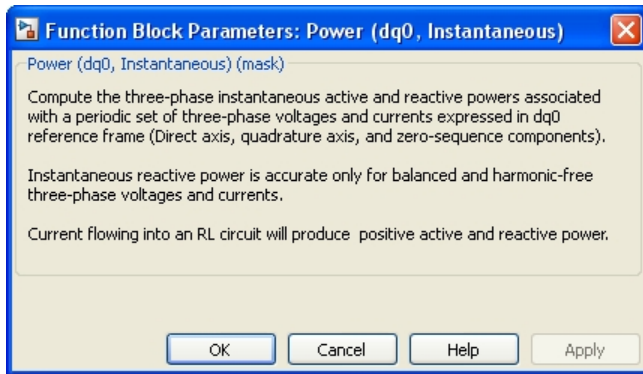 Function Block Parameters: Power (dq0, Instantaneous)
Power (dq0, Instantaneous) (mask)
Compute the three-phase instantaneous active and reactive powers associated
with a periodic set of three-phase voltages and currents expressed in dq0
reference frame (Direct axis, quadrature axis, and zero-sequence components).
Instantaneous reactive power is accurate only for balanced and harmonic-free
three-phase voltages and currents.
Current flowing into an RL circuit will produce  positive active and reactive power.
OK
Cancel
Help
Apply